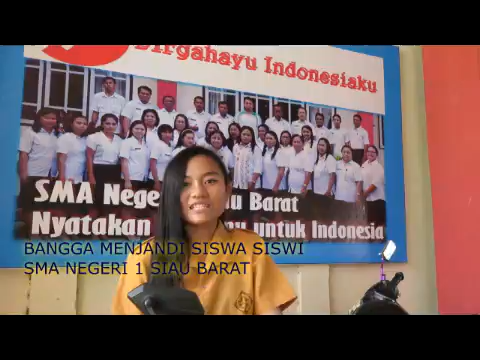 Dirgahayu Indonesiaku
SMA Nege Barat
Nyatakan untuk Indonesia
BANGGA MENJANDI SISWA SISWI
SMA NEGERI 1 SIAU BARAT